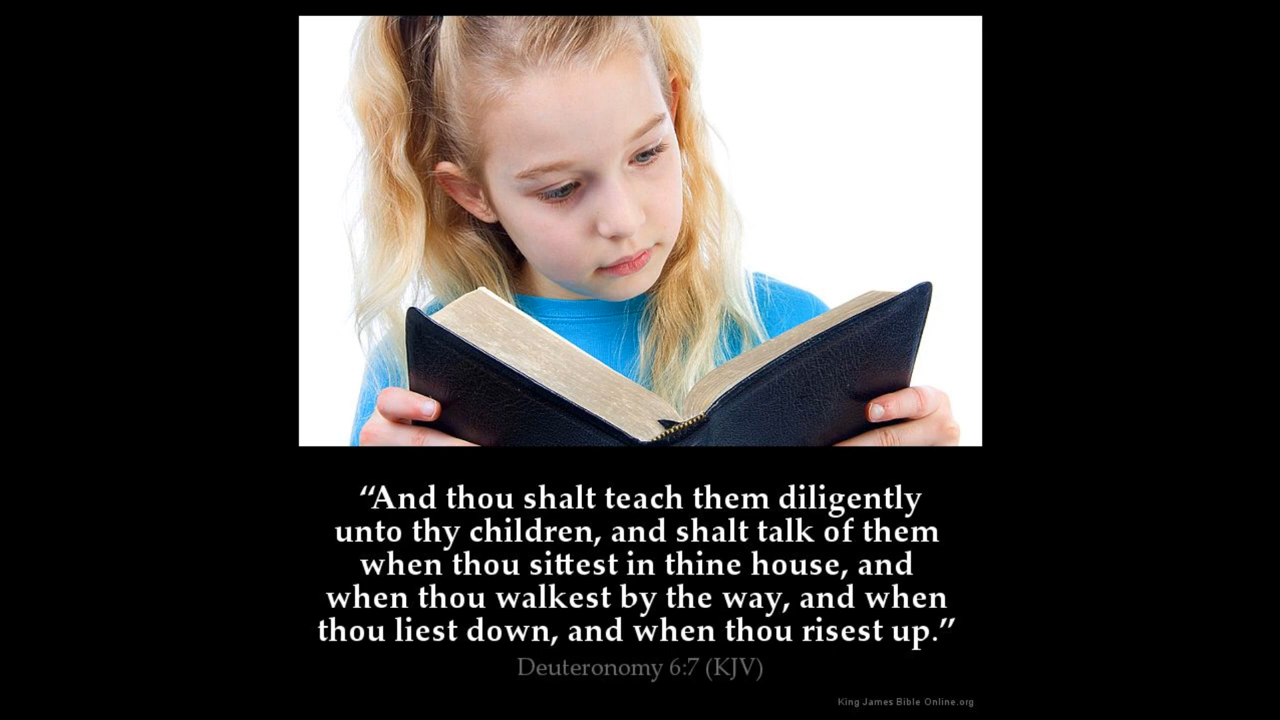 “And thou shalt teach them diligently
unto thy children, and shalt talk of them
when thou sittest in thine house, and
when thou walkest by the way, and when
thou liest down, and when thou risest up.”
Deuteronomy 6:7 (KJV)
King James Bible Online.org